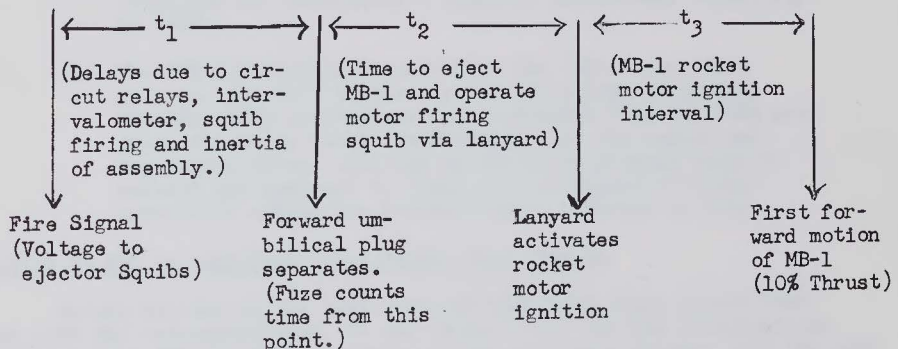 t1
t2
t3
(Delays due to cir-
cut relays, inter-
valometer, squib
firing and inertia
of assembly.)
(Time to eject
MB-1 and operate
motor firing
squib via lanyard)
(MB-1 rocket
motor ignition
interval)
Fire Signal
(Voltage to
ejector Squibs)
Forward um-
bilical plug
separates.
(Fuze counts
time from this
point.)
Lanyard
activates
rocket
motor
ignition
First for-
ward motion
of MB-1
(10% Thrust)